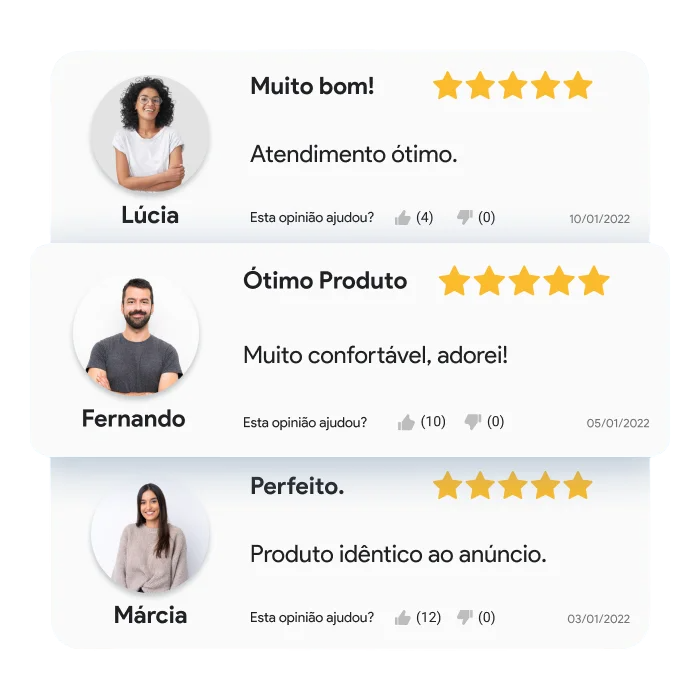 Muito bom!
Atendimento ótimo.
Lúcia
Esta opinião ajudou? (4) (0) 10/01/2022
Ótimo Produto
Muito confortável, adorei!
Fernando
Esta opinião ajudou? (10) (0) 05/01/2022
Perfeito.
Produto idêntico ao anúncio.
Márcia
Esta opinião ajudou? (12) (0) 03/01/2022